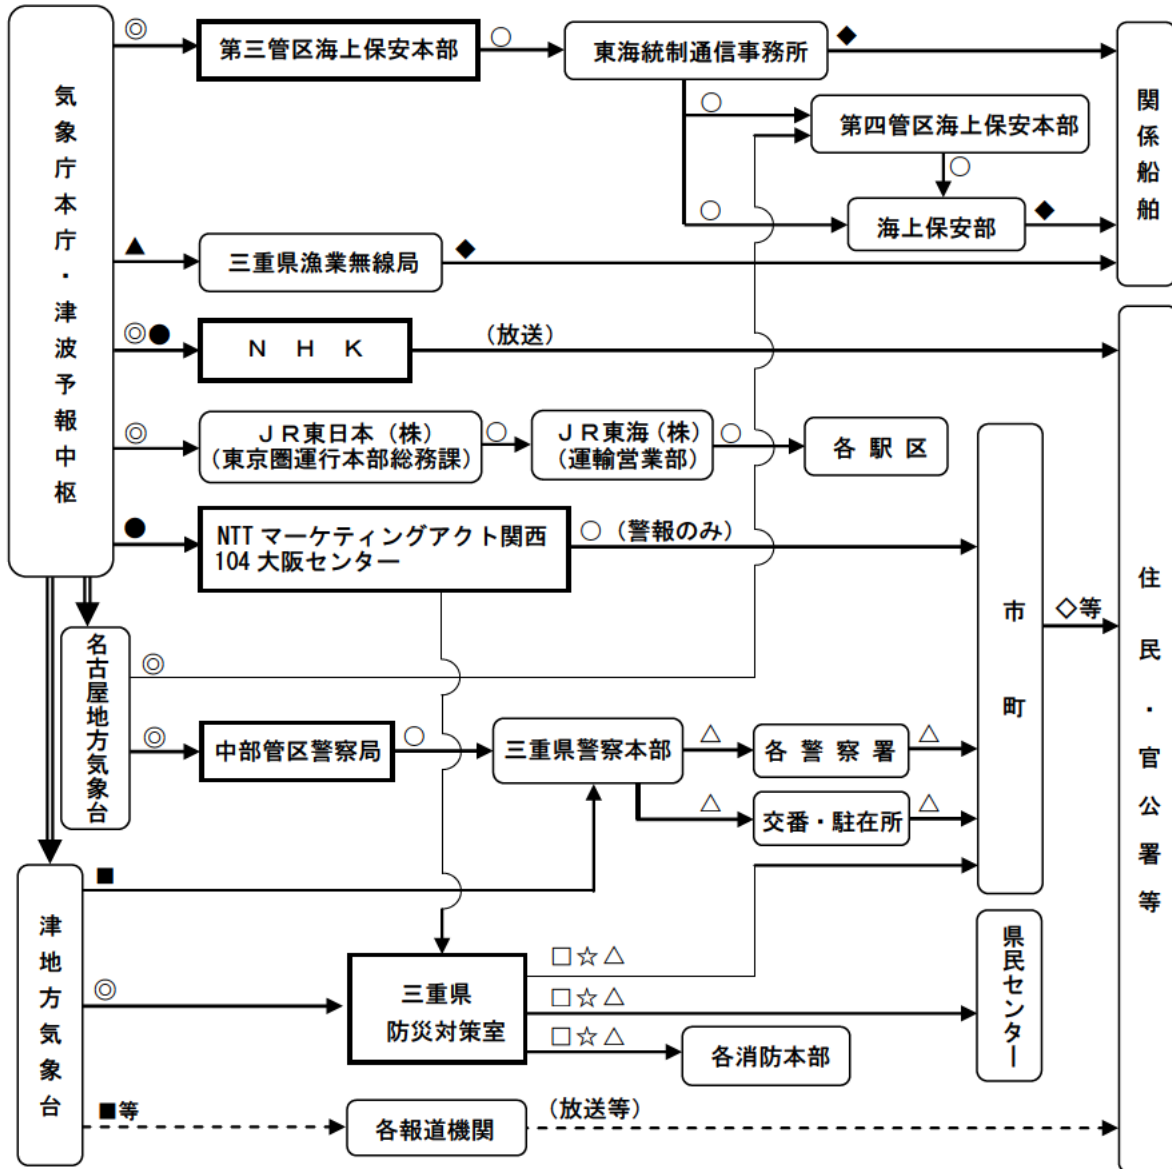 気象庁本庁・津波予報中枢
◎
第三管区海上保安本部
○
東海統制通信事務所
◆
関係船舶
○
第四管区海上保安本部
○
○
海上保安部
◆
▲
三重県漁業無線局
◆
◎●
ＮＨＫ
（放送）
住民・官公署等
◎
ＪＲ東日本（株）
（東京圏運行本部総務課）
○
ＪＲ東海（株）
（運輸営業部）
○
各駅区
●
NTTマーケティングアクト関西
104大阪センター
○（警報のみ）
市町
◇等
名古屋地方気象台
◎
◎
中部管区警察局
○
三重県警察本部
△
各警察署
△
△
交番・駐在所
△
津地方気象台
■
◎
三重県
防災対策室
□☆△
□☆△
県民センター
□☆△
各消防本部
■等
各報道機関
（放送等）